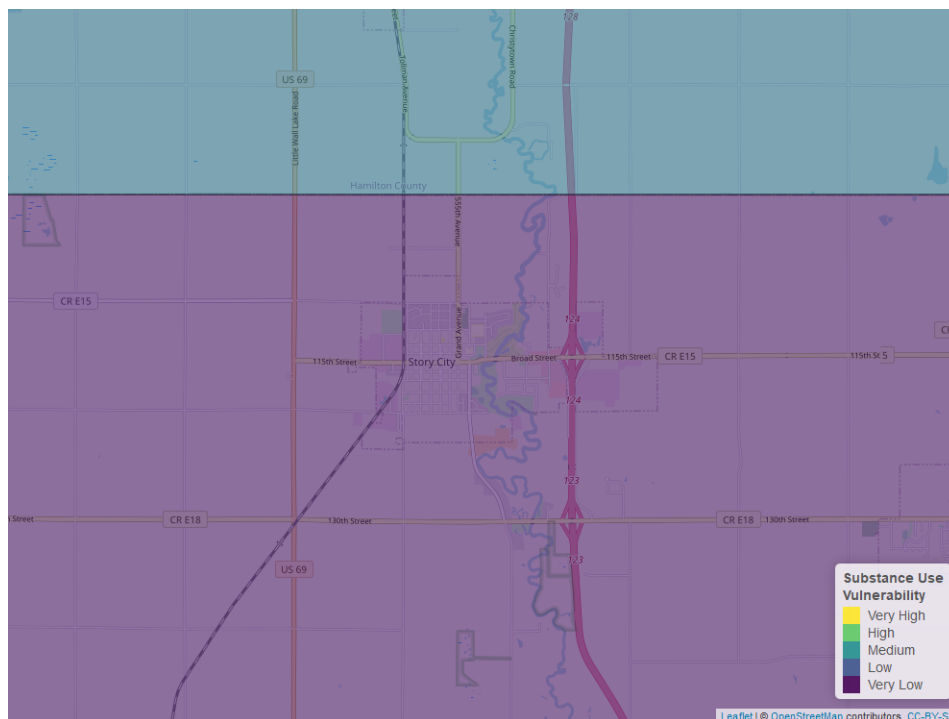 128
Christytown Road
Tollman Avenue
US 69
Little Wall Lake Road
Hamilton County
555th Avenue
CR E15
124
Grand Avenue
115th Street
Story City
Broad Street
115th Street
CR E15
115th St
5
124
123
CR E18
130th Street
CR E18
130th Street
123
US 69
Substance Use
Vulnerability
Very High
High
Medium
Low
Very Low
Leaflet | © OpenStreetMap contributors, CC-BY-S